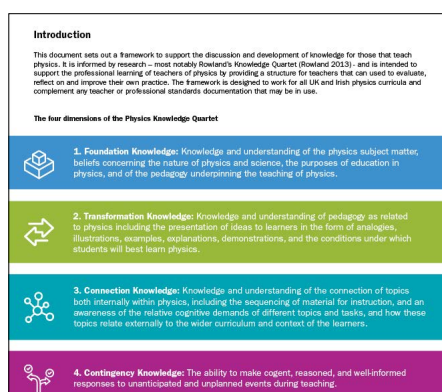 Introduction
This document sets out a framework to support the discussion and development of knowledge for those that teach
physics. It is informed by research – most notably Rowland's Knowledge Quartet (Rowland 2013) - and is intended to
support the professional learning of teachers of physics by providing a structure for teachers that can used to evaluate,
reflect on and improve their own practice. The framework is designed to work for all UK and Irish physics curricula and
complement any teacher or professional standards documentation that may be in use.
The four dimensions of the Physics Knowledge Quartet
1. Foundation Knowledge: Knowledge and understanding of the physics subject matter,
beliefs concerning the nature of physics and science, the purposes of education in
physics, and of the pedagogy underpinning the teaching of physics.
2. Transformation Knowledge: Knowledge and understanding of pedagogy as related
to physics including the presentation of ideas to learners in the form of analogies,
illustrations, examples, explanations, demonstrations, and the conditions under which
students will best learn physics.
3. Connection Knowledge: Knowledge and understanding of the connection of topics
both internally within physics, including the sequencing of material for instruction, and an
awareness of the relative cognitive demands of different topics and tasks, and how these
topics relate externally to the wider curriculum and context of the learners.
4. Contingency Knowledge: The ability to make cogent, reasoned, and well-informed
responses to unanticipated and unplanned events during teaching.